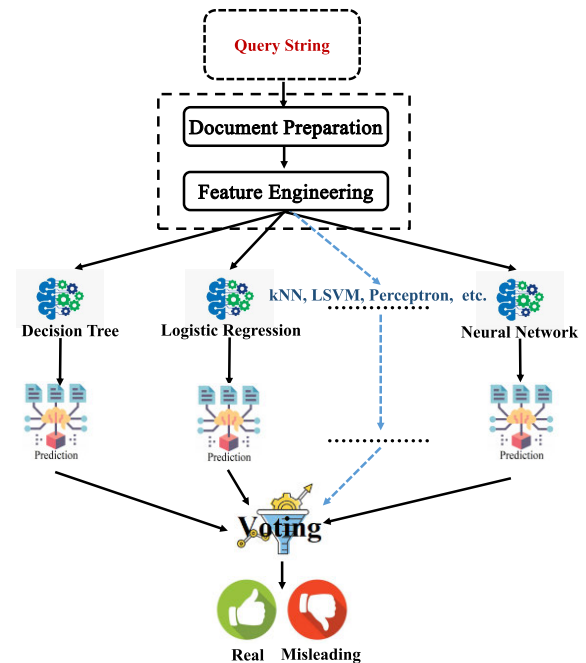 Query String
Document Preparation
Feature Engineering
kNN, LSVM, Perceptron, etc.
Decision Tree
Logistic Regression
Neural Network
Prediction
Prediction
Prediction
Voting
Real
Misleading